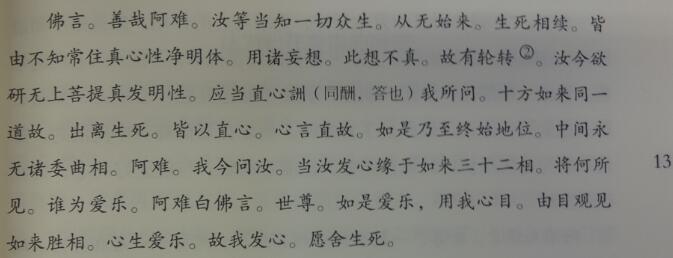 佛言。善哉阿难。汝等当知一切众生。从无始来。生死相续。皆
由不知常住真心性净明体。用诸妄想。此想不真。故有轮转②。汝今欲
研无上菩提真发明性。应当直心詶（同酬，答也）我所问。十方如来同一
道故。出离生死。皆以直心。心言直故。如是乃至终始地位。中间永
无诸委曲相。阿难。我今问汝。当汝发心缘于如来三十二相。将何所
见。谁为爱乐。阿难白佛言。世尊。如是爱乐，用我心目。由目观见
如来胜相。心生爱乐。故我发心。愿舍生死。
13